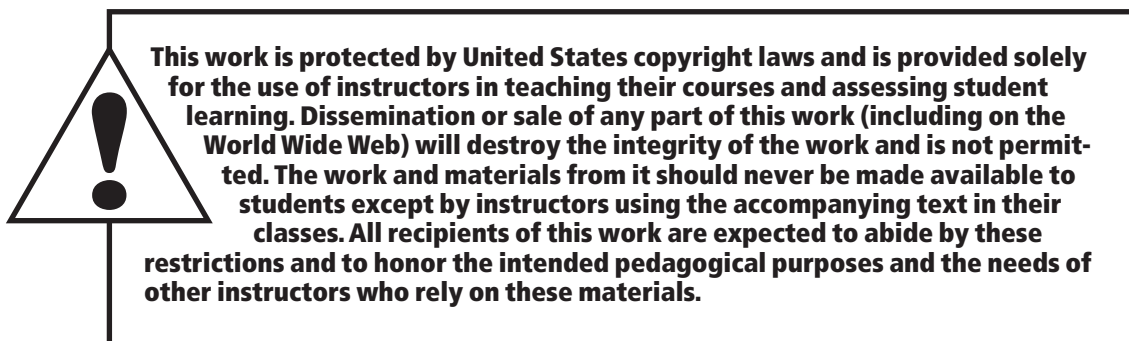 This work is protected by United States copyright laws and is provided solely
for the use of instructors in teaching their courses and assessing student
learning. Dissemination or sale of any part of this work (including on the
World Wide Web) will destroy the integrity of the work and is not permit-
ted. The work and materials from it should never be made available to
students except by instructors using the accompanying text in their
classes. All recipients of this work are expected to abide by these
restrictions and to honor the intended pedagogical purposes and the needs of
other instructors who rely on these materials.